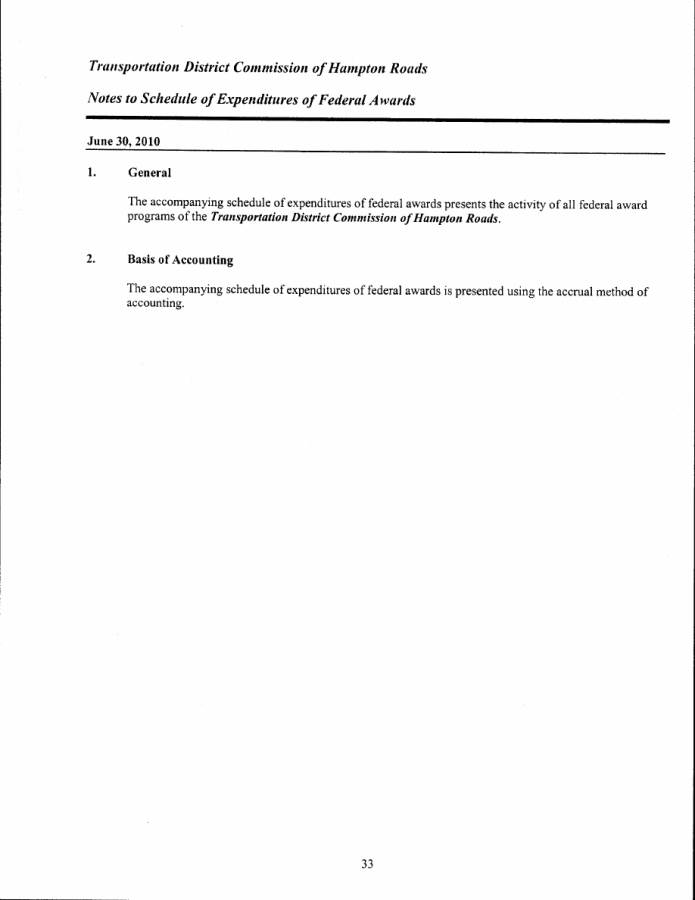 Transportation District Commission of Hampton Roads
Notes to Schedule of Expenditures of Federal Awards
June 30, 2010
1. General
The accompanying schedule of expenditures of federal awards presents the activity of all federal award
programs of the Transportation District Commission of Hampton Roads.
2. Basis of Accounting
The accompanying schedule of expenditures of federal awards is presented using the accrual method of
accounting.
33